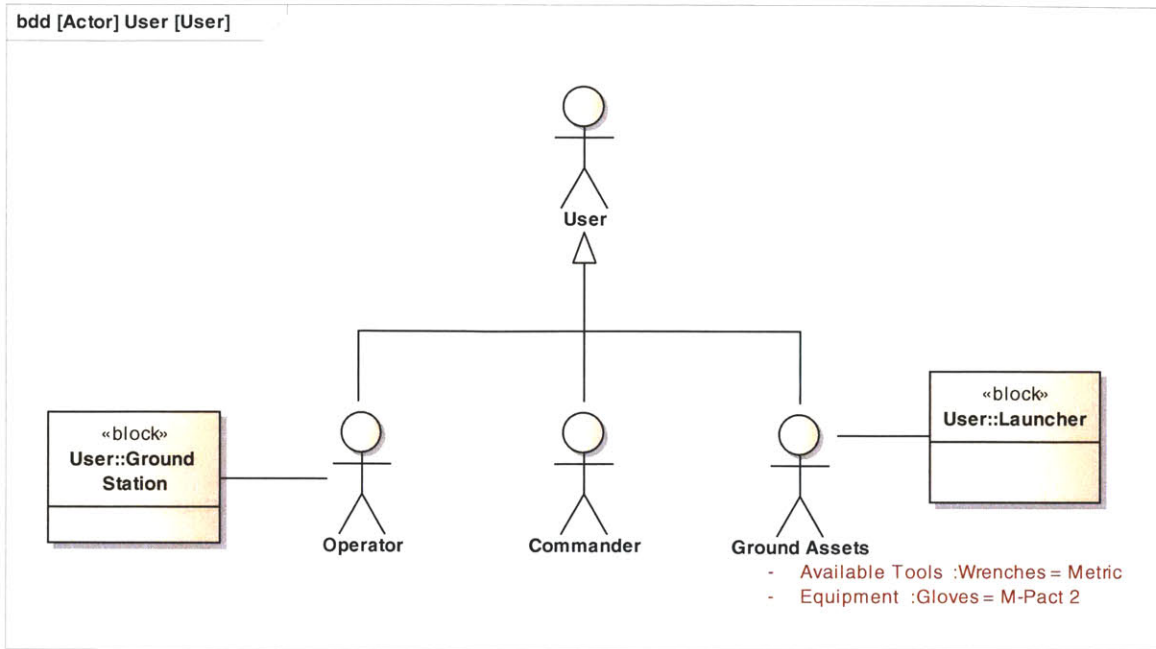 bdd [Actor] User [User]
User
«block»
User::Ground
Station
Operator
Commander
Ground Assets
- Available Tools :Wrenches = Metric
- Equipment :Gloves = M-Pact 2
«block»
User::Launcher